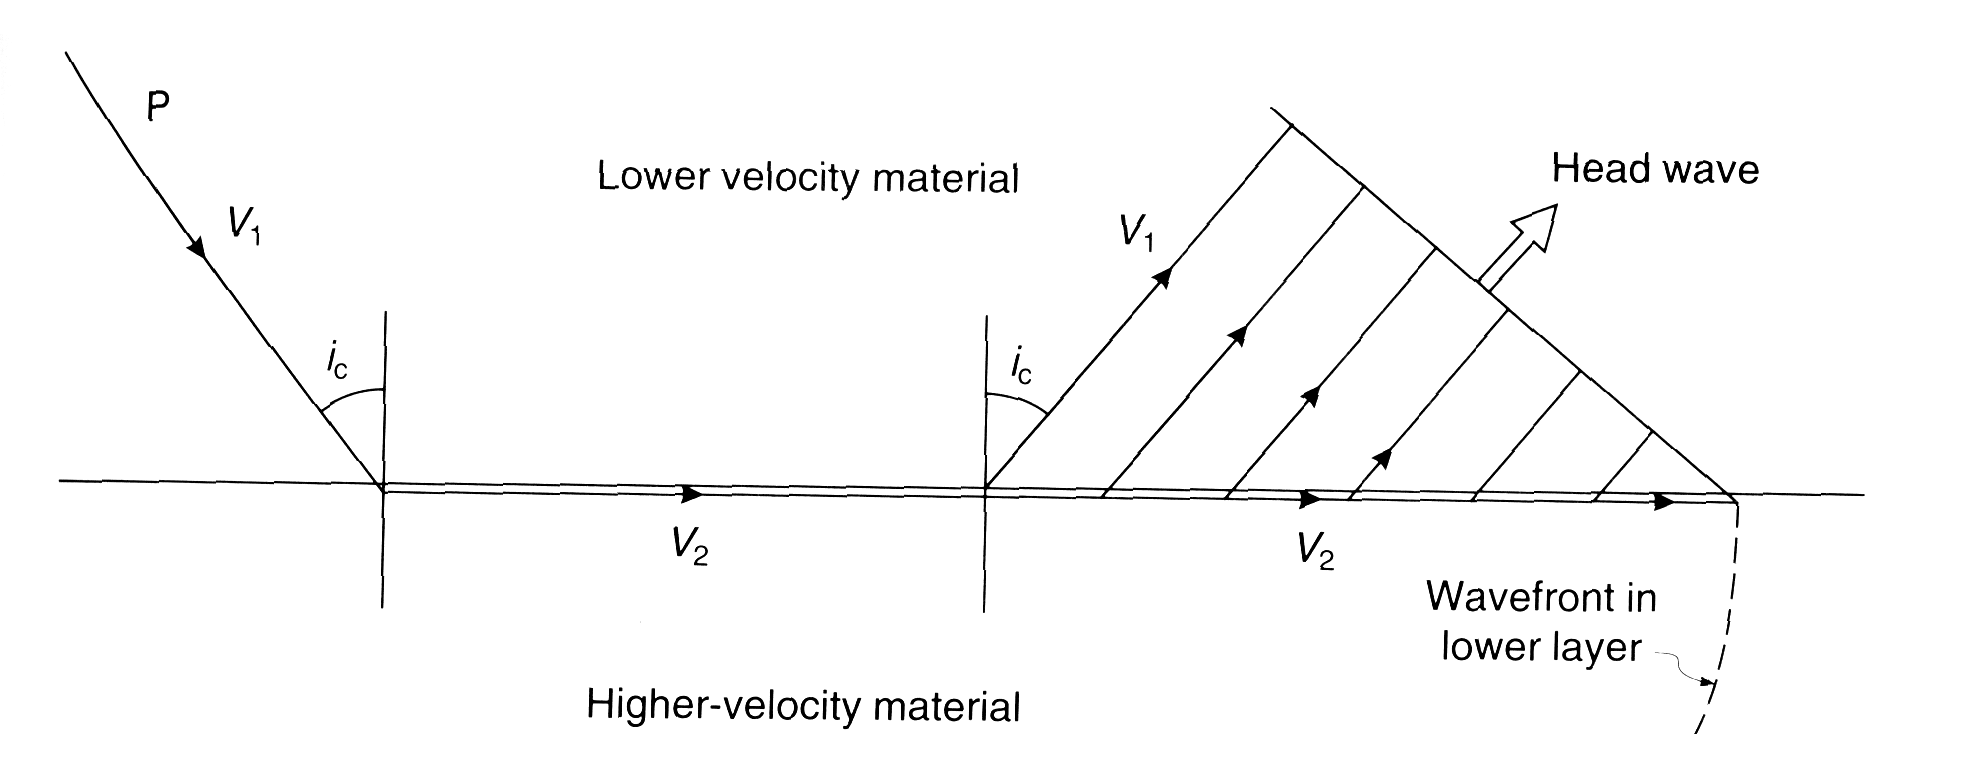 P
V1
Lower velocity material
Head wave
V1
ic
ic
V2
V2
Wavefront in
lower layer
Higher-velocity material